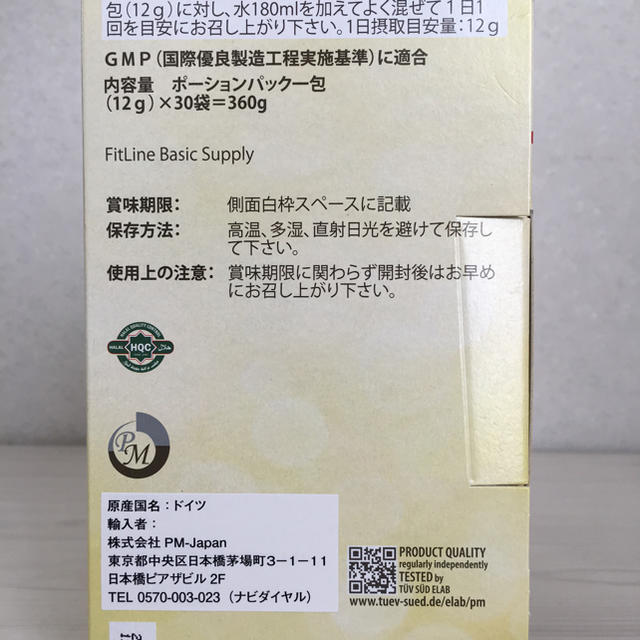 包(12g)に対し、水180mlを加えてよく混ぜて1日1
回を目安にお召し上がり下さい。1日摂取目安量:12g
GMP(国際優良製造工程実施基準)に適合
内容量 ポーションパック一包
(12g)×30袋=360g
FitLine Basic Supply
賞味期限: 側面白枠スペースに記載
保存方法: 高温、多湿、直射日光を避けて保存し
て下さい。
使用上の注意: 賞味期限に関わらず開封後はお早め
にお召し上がり下さい。
HALAL QUALITY CONTROL
HALAL HQC حلال
PM
原産国名:ドイツ
輸入者:
株式会社 PM-Japan
東京都中央区日本橋茅場町3-1-11
日本橋ピアザビル 2F
TEL 0570-003-023(ナビダイヤル)
PRODUCT QUALITY
regularly independently
TESTED by
TÜV SÜD ELAB
www.tuev-sued.de/elab/pm